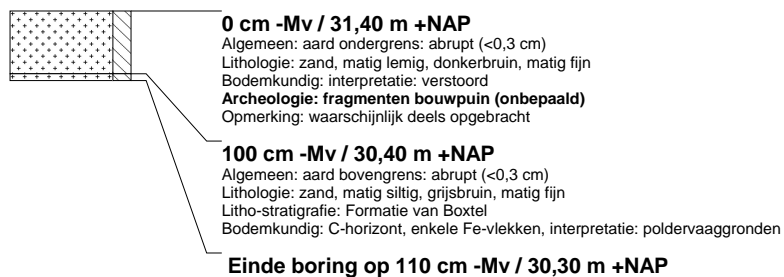 0 cm -Mv / 31,40 m +NAP
Algemeen: aard ondergrens: abrupt (<0,3 cm)
Lithologie: zand, matig lemig, donkerbruin, matig fijn
Bodemkundig: interpretatie: verstoord
Archeologie: fragmenten bouwpuin (onbepaald)
Opmerking: waarschijnlijk deels opgebracht
100 cm -Mv / 30,40 m +NAP
Algemeen: aard bovengrens: abrupt (<0,3 cm)
Lithologie: zand, matig siltig, grijsbruin, matig fijn
Litho-stratigrafie: Formatie van Boxtel
Bodemkundig: C-horizont, enkele Fe-vlekken, interpretatie: poldervaaggronden
Einde boring op 110 cm -Mv / 30,30 m +NAP